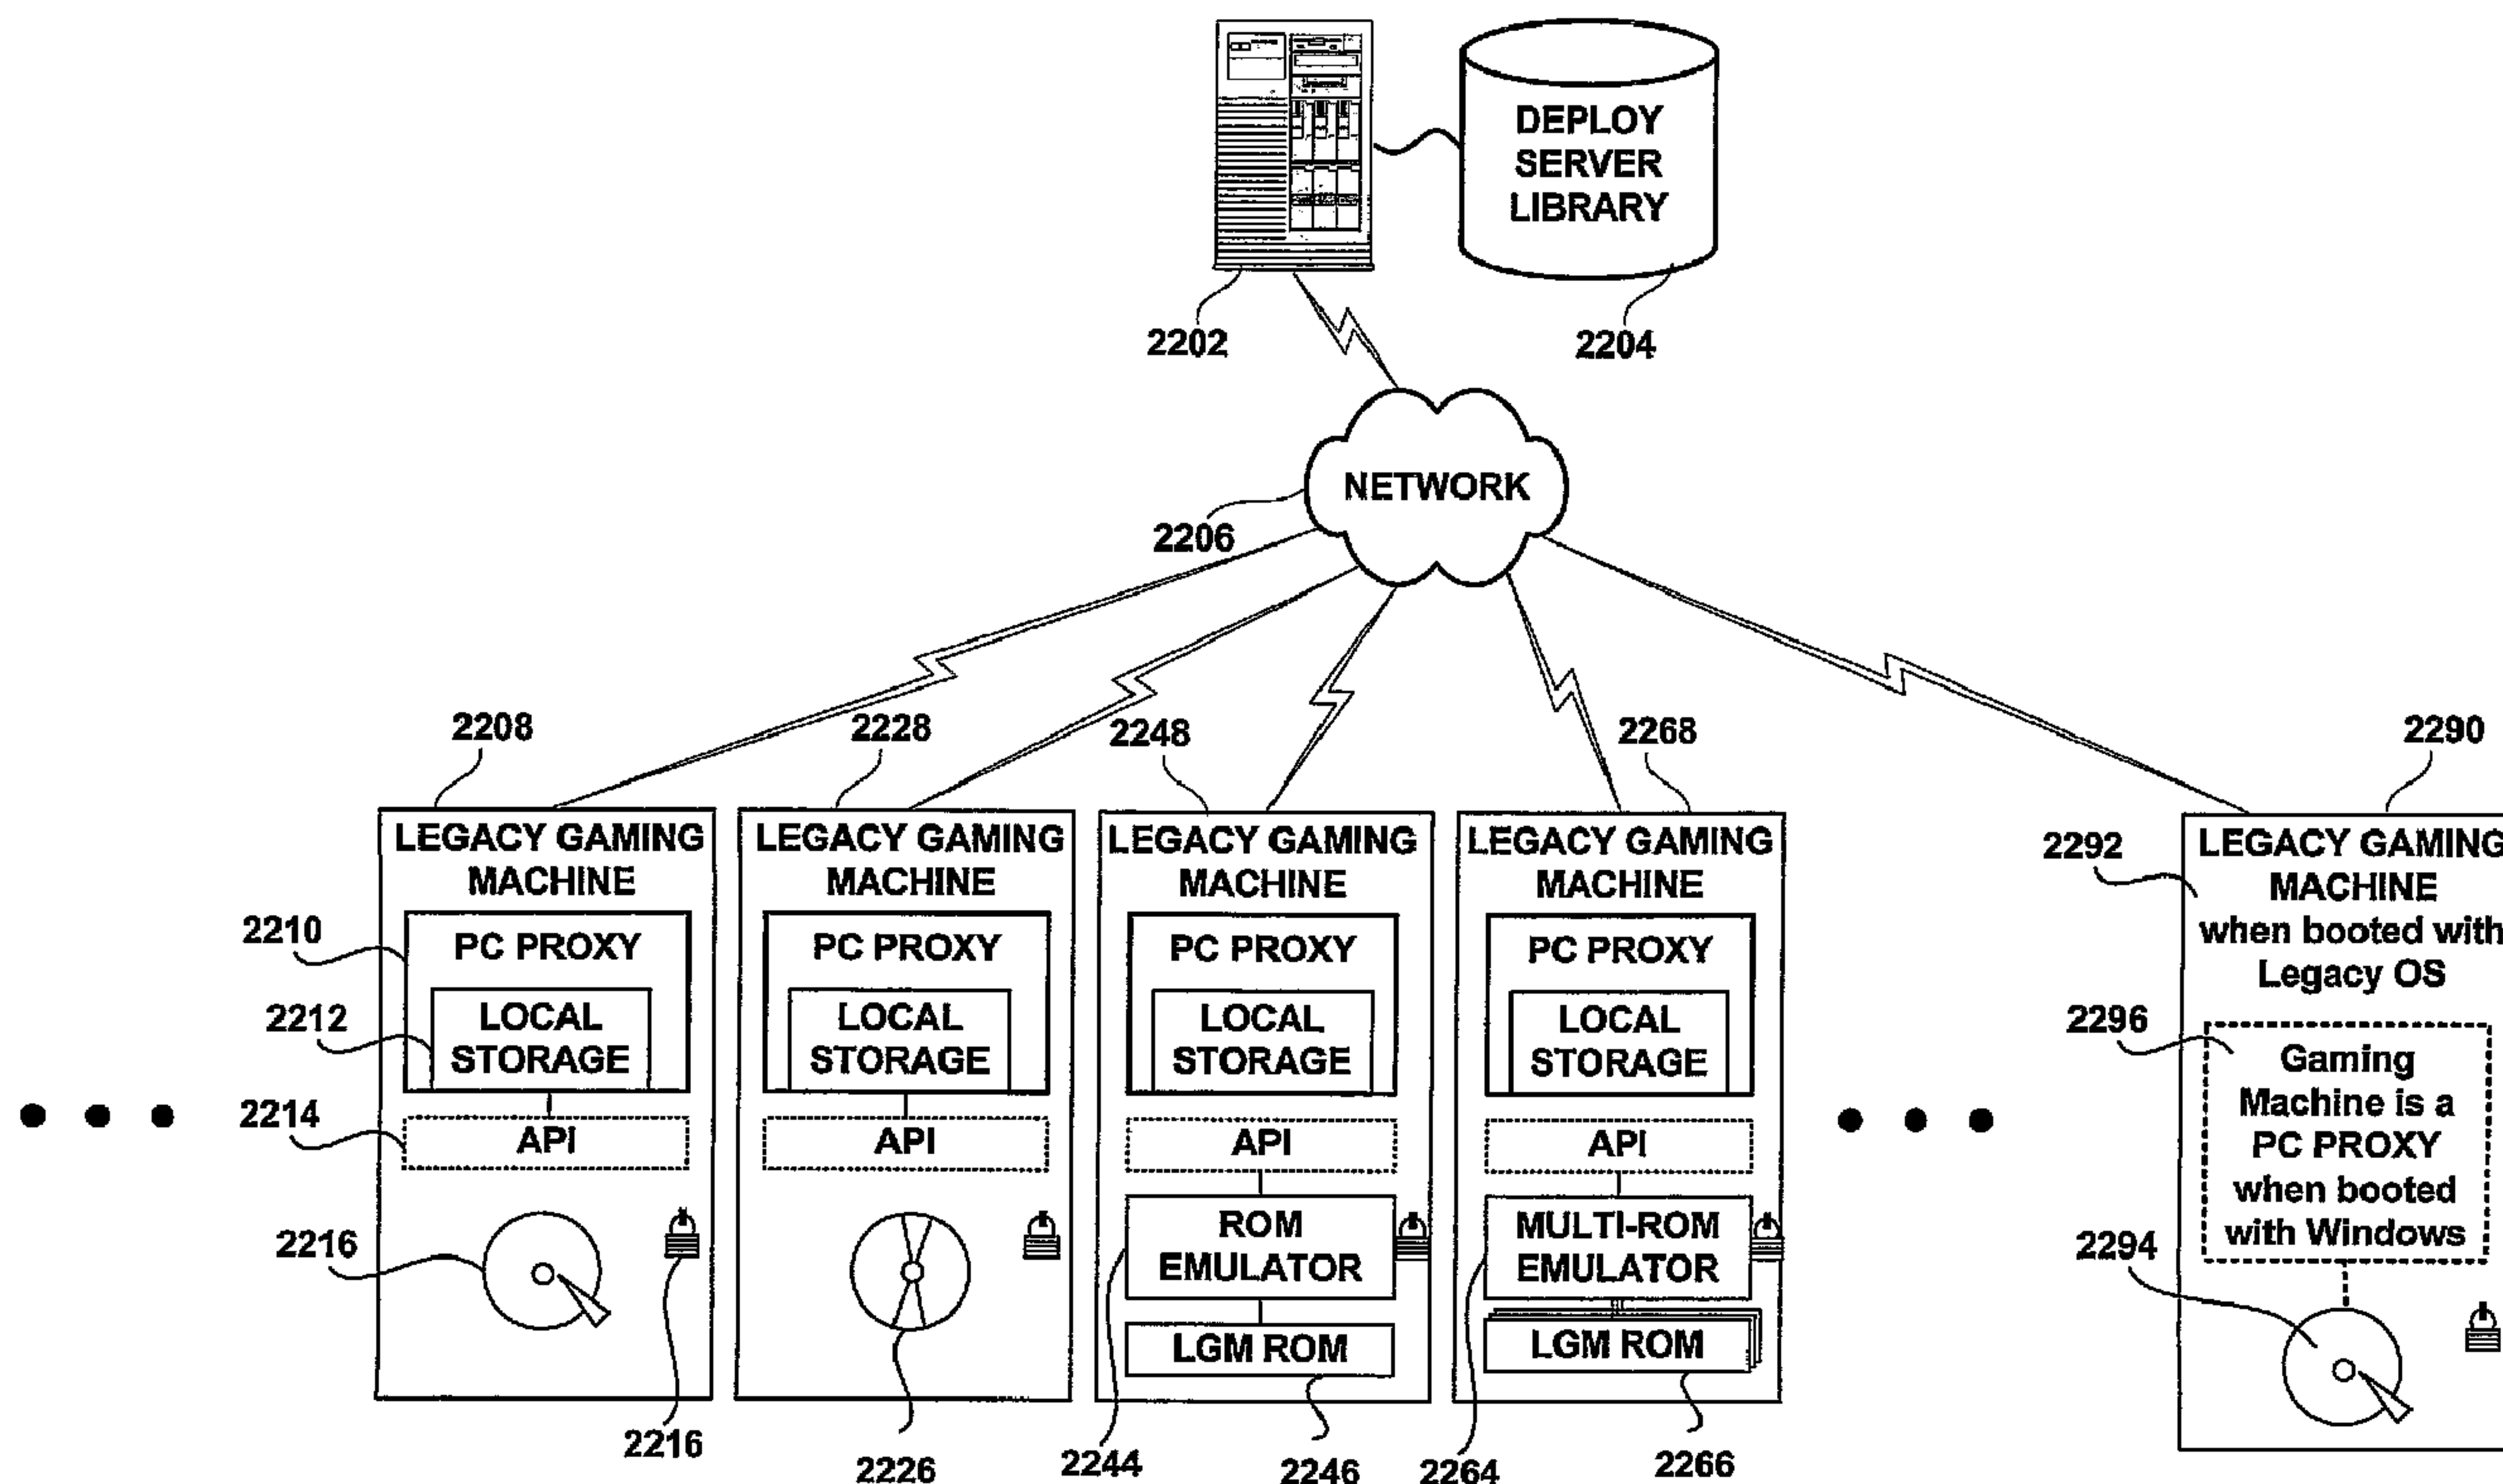 DEPLOY
SERVER
LIBRARY
2202
2204
NETWORK
2206
2208
2228
2248
2268
2290
LEGACY GAMING
MACHINE
2210
PC PROXY
2212
LOCAL
STORAGE
2214
API
2216
2216
LEGACY GAMING
MACHINE
PC PROXY
LOCAL
STORAGE
API
2226
LEGACY GAMING
MACHINE
PC PROXY
LOCAL
STORAGE
API
ROM
EMULATOR
LGM ROM
2244
2246
LEGACY GAMING
MACHINE
PC PROXY
LOCAL
STORAGE
API
MULTI-ROM
EMULATOR
LGM ROM
2264
2266
2292
LEGACY GAMING
MACHINE
when booted with
Legacy OS
2296
Gaming
Machine is a
PC PROXY
when booted
with Windows
2294